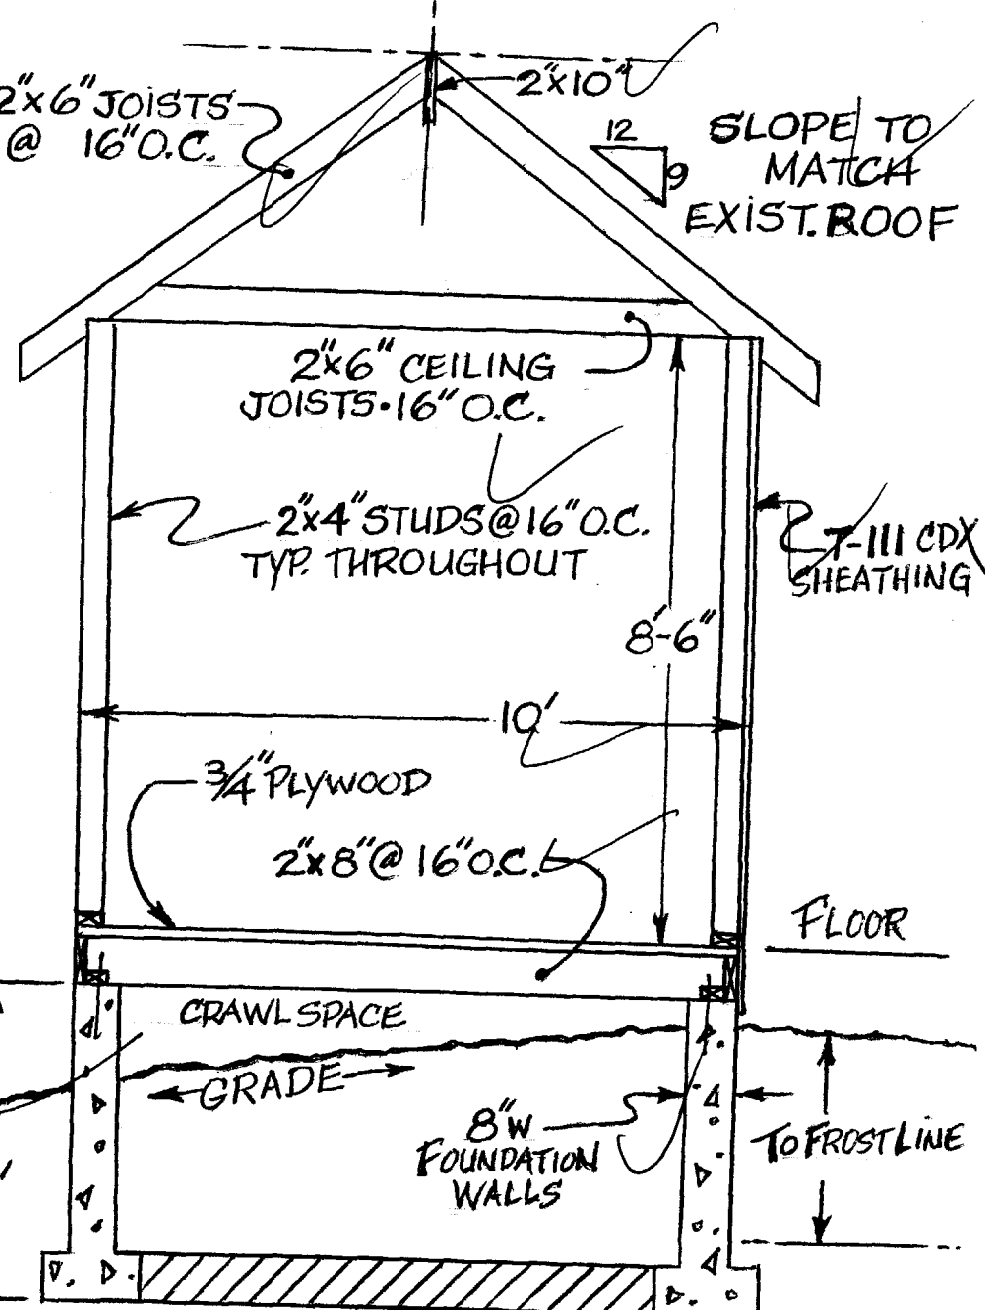 2"x10"
2"x6" JOISTS
@ 16" O.C.
12
9
SLOPE TO
MATCH
EXIST. ROOF
2"x6" CEILING
JOISTS•16" O.C.
2"x4" STUDS @ 16" O.C.
TYP. THROUGHOUT
T-111 CDX
SHEATHING
8'-6"
10'
3/4" PLYWOOD
2"x8" @ 16" O.C.
FLOOR
CRAWL SPACE
GRADE
8" W
FOUNDATION
WALLS
TO FROST LINE